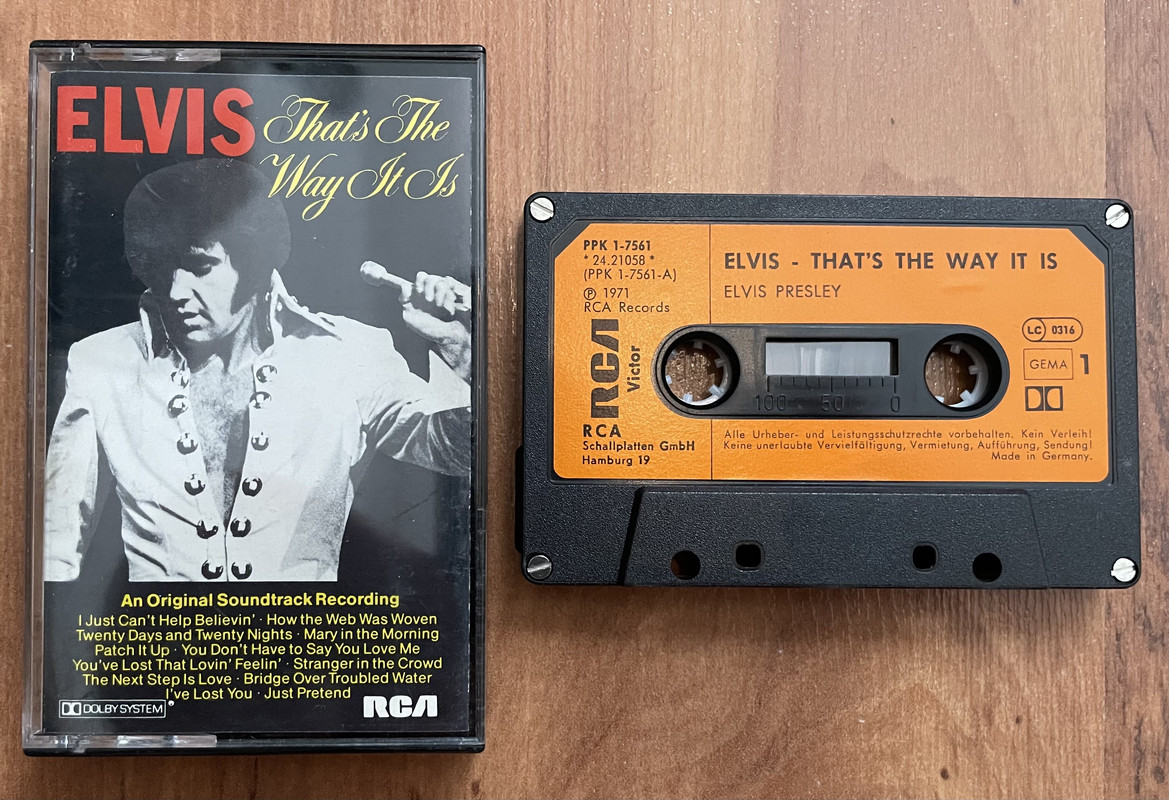 ELVIS That's The
Way It Is
An Original Soundtrack Recording
I Just Can't Help Believin' · How the Web Was Woven
Twenty Days and Twenty Nights · Mary in the Morning
Patch It Up · You Don't Have to Say You Love Me
You've Lost That Lovin' Feelin' · Stranger in the Crowd
The Next Step Is Love · Bridge Over Troubled Water
I've Lost You · Just Pretend
DOLBY SYSTEM
RCA
PPK 1-7561
* 24.21058 *
(PPK 1-7561-A)
℗ 1971
RCA Records
RCA
Victor
RCA
Schallplatten GmbH
Hamburg 19
ELVIS - THAT'S THE WAY IT IS
ELVIS PRESLEY
LC 0316
GEMA 1
100 50 0
Alle Urheber- und Leistungsschutzrechte vorbehalten. Kein Verleih!
Keine unerlaubte Vervielfältigung, Vermietung, Aufführung, Sendung!
Made in Germany.